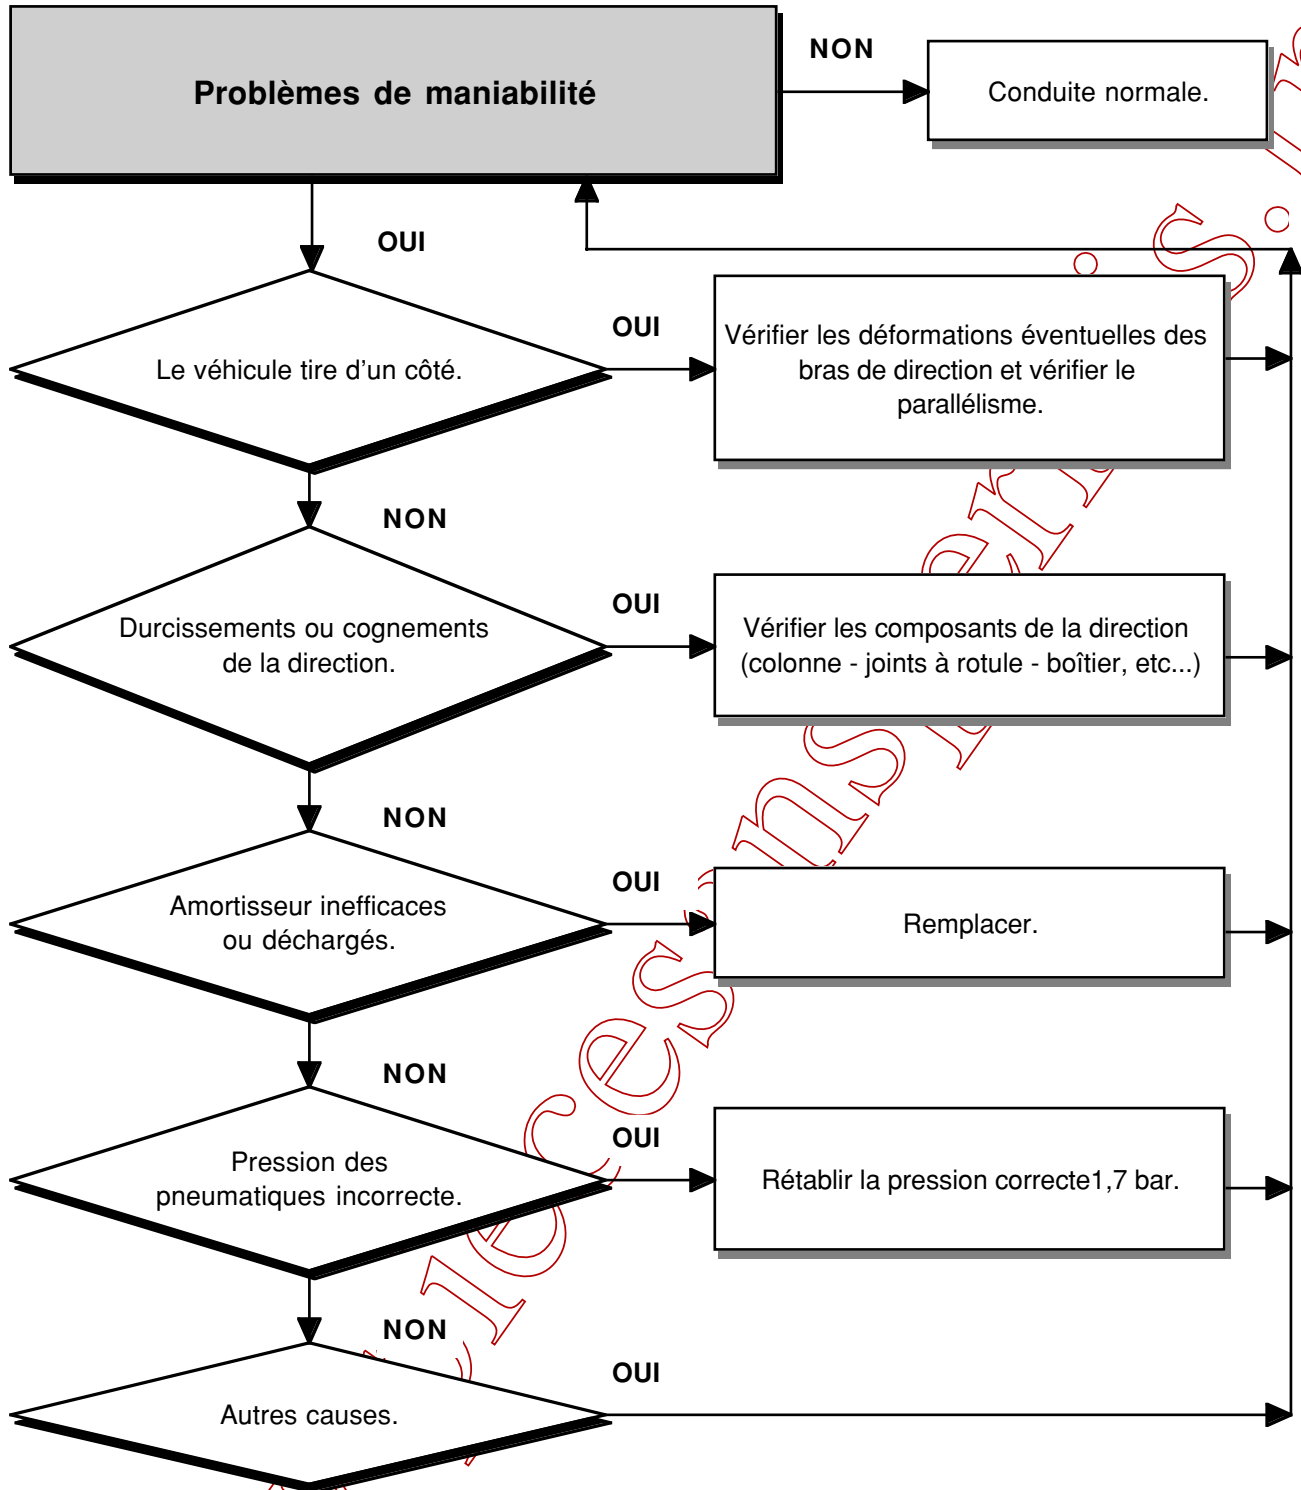 Problèmes de maniabilité
NON
Conduite normale.
OUI
Le véhicule tire d'un côté.
OUI
Vérifier les déformations éventuelles des
bras de direction et vérifier le
parallélisme.
NON
Durcissements ou cognements
de la direction.
OUI
Vérifier les composants de la direction
(colonne - joints à rotule - boîtier, etc...)
NON
Amortisseur inefficaces
ou déchargés.
OUI
Remplacer.
NON
Pression des
pneumatiques incorrecte.
OUI
Rétablir la pression correcte1,7 bar.
NON
Autres causes.
OUI